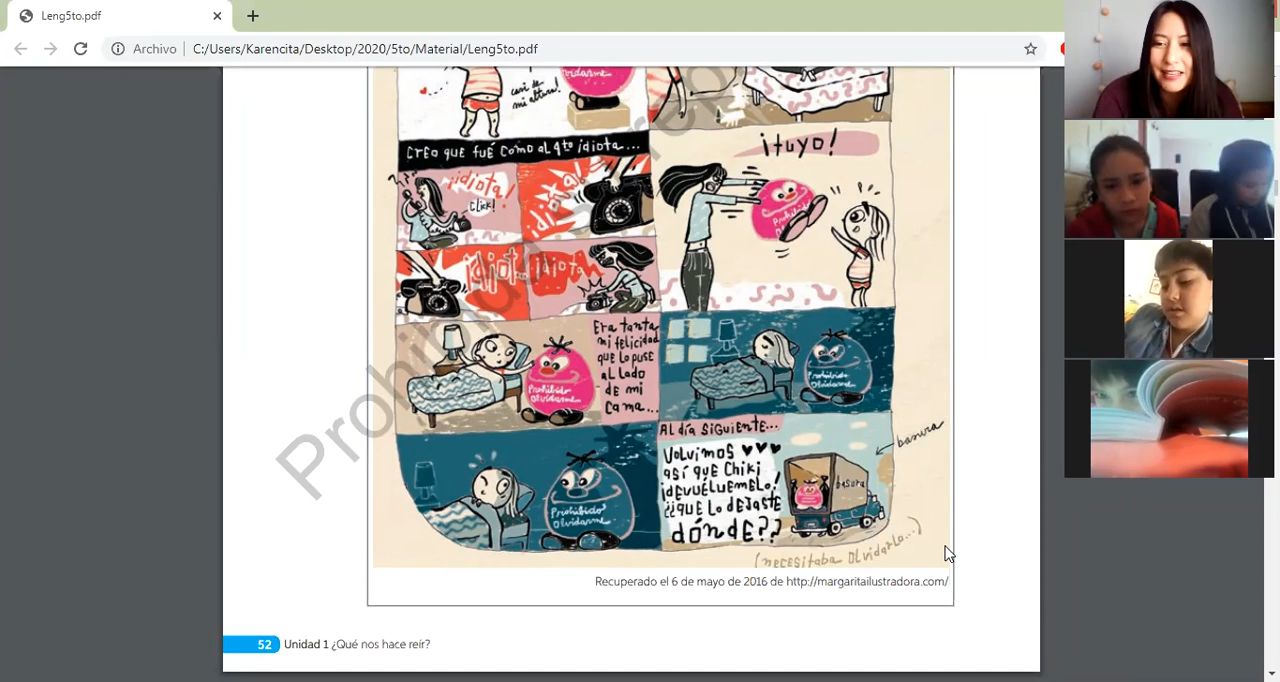 Leng5to.pdf
Archivo
C:/Users/Karencita/Desktop/2020/5to/Material/Leng5to.pdf
casi de
mi altura!
olvidarme.
CREO QUE FUÉ COMO AL 4to idiota...
¡idiota!
CLICK!
idiota!
idiot...
idiota
¡tuyo!
Prohibido
Era tanta
mi felicidad
que lo puse
al lado
de mi
cama...
Prohibido
olvidarme
Prohibido
olvidarme
Prohibido
olvidarme
AL día siguiente...
Volvimos ♥♥♥
así que Chiki
¡DEVUÉLVEMELO!
¿¿QUE LO DEJASTE
dónde??
basura
basura
(necesitaba olvidarlo...)
Recuperado el 6 de mayo de 2016 de http://margaritailustradora.com/
52 Unidad 1 ¿Qué nos hace reír?